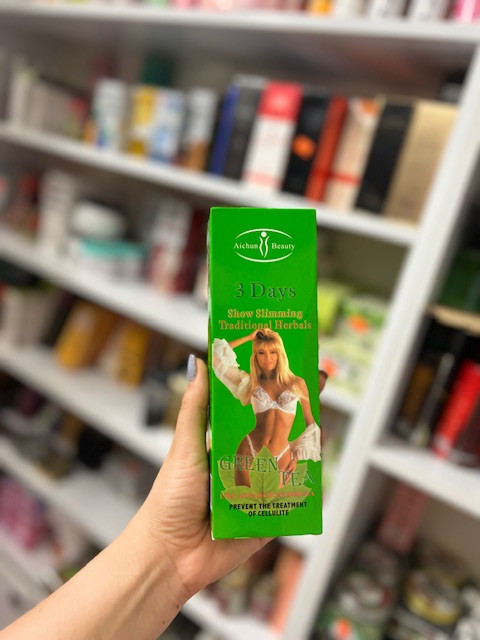 Aichun Beauty
3 Days
Show Slimming
Traditional Herbals
GREEN
TEA
PREVENT THE TREATMENT
OF CELLULITE